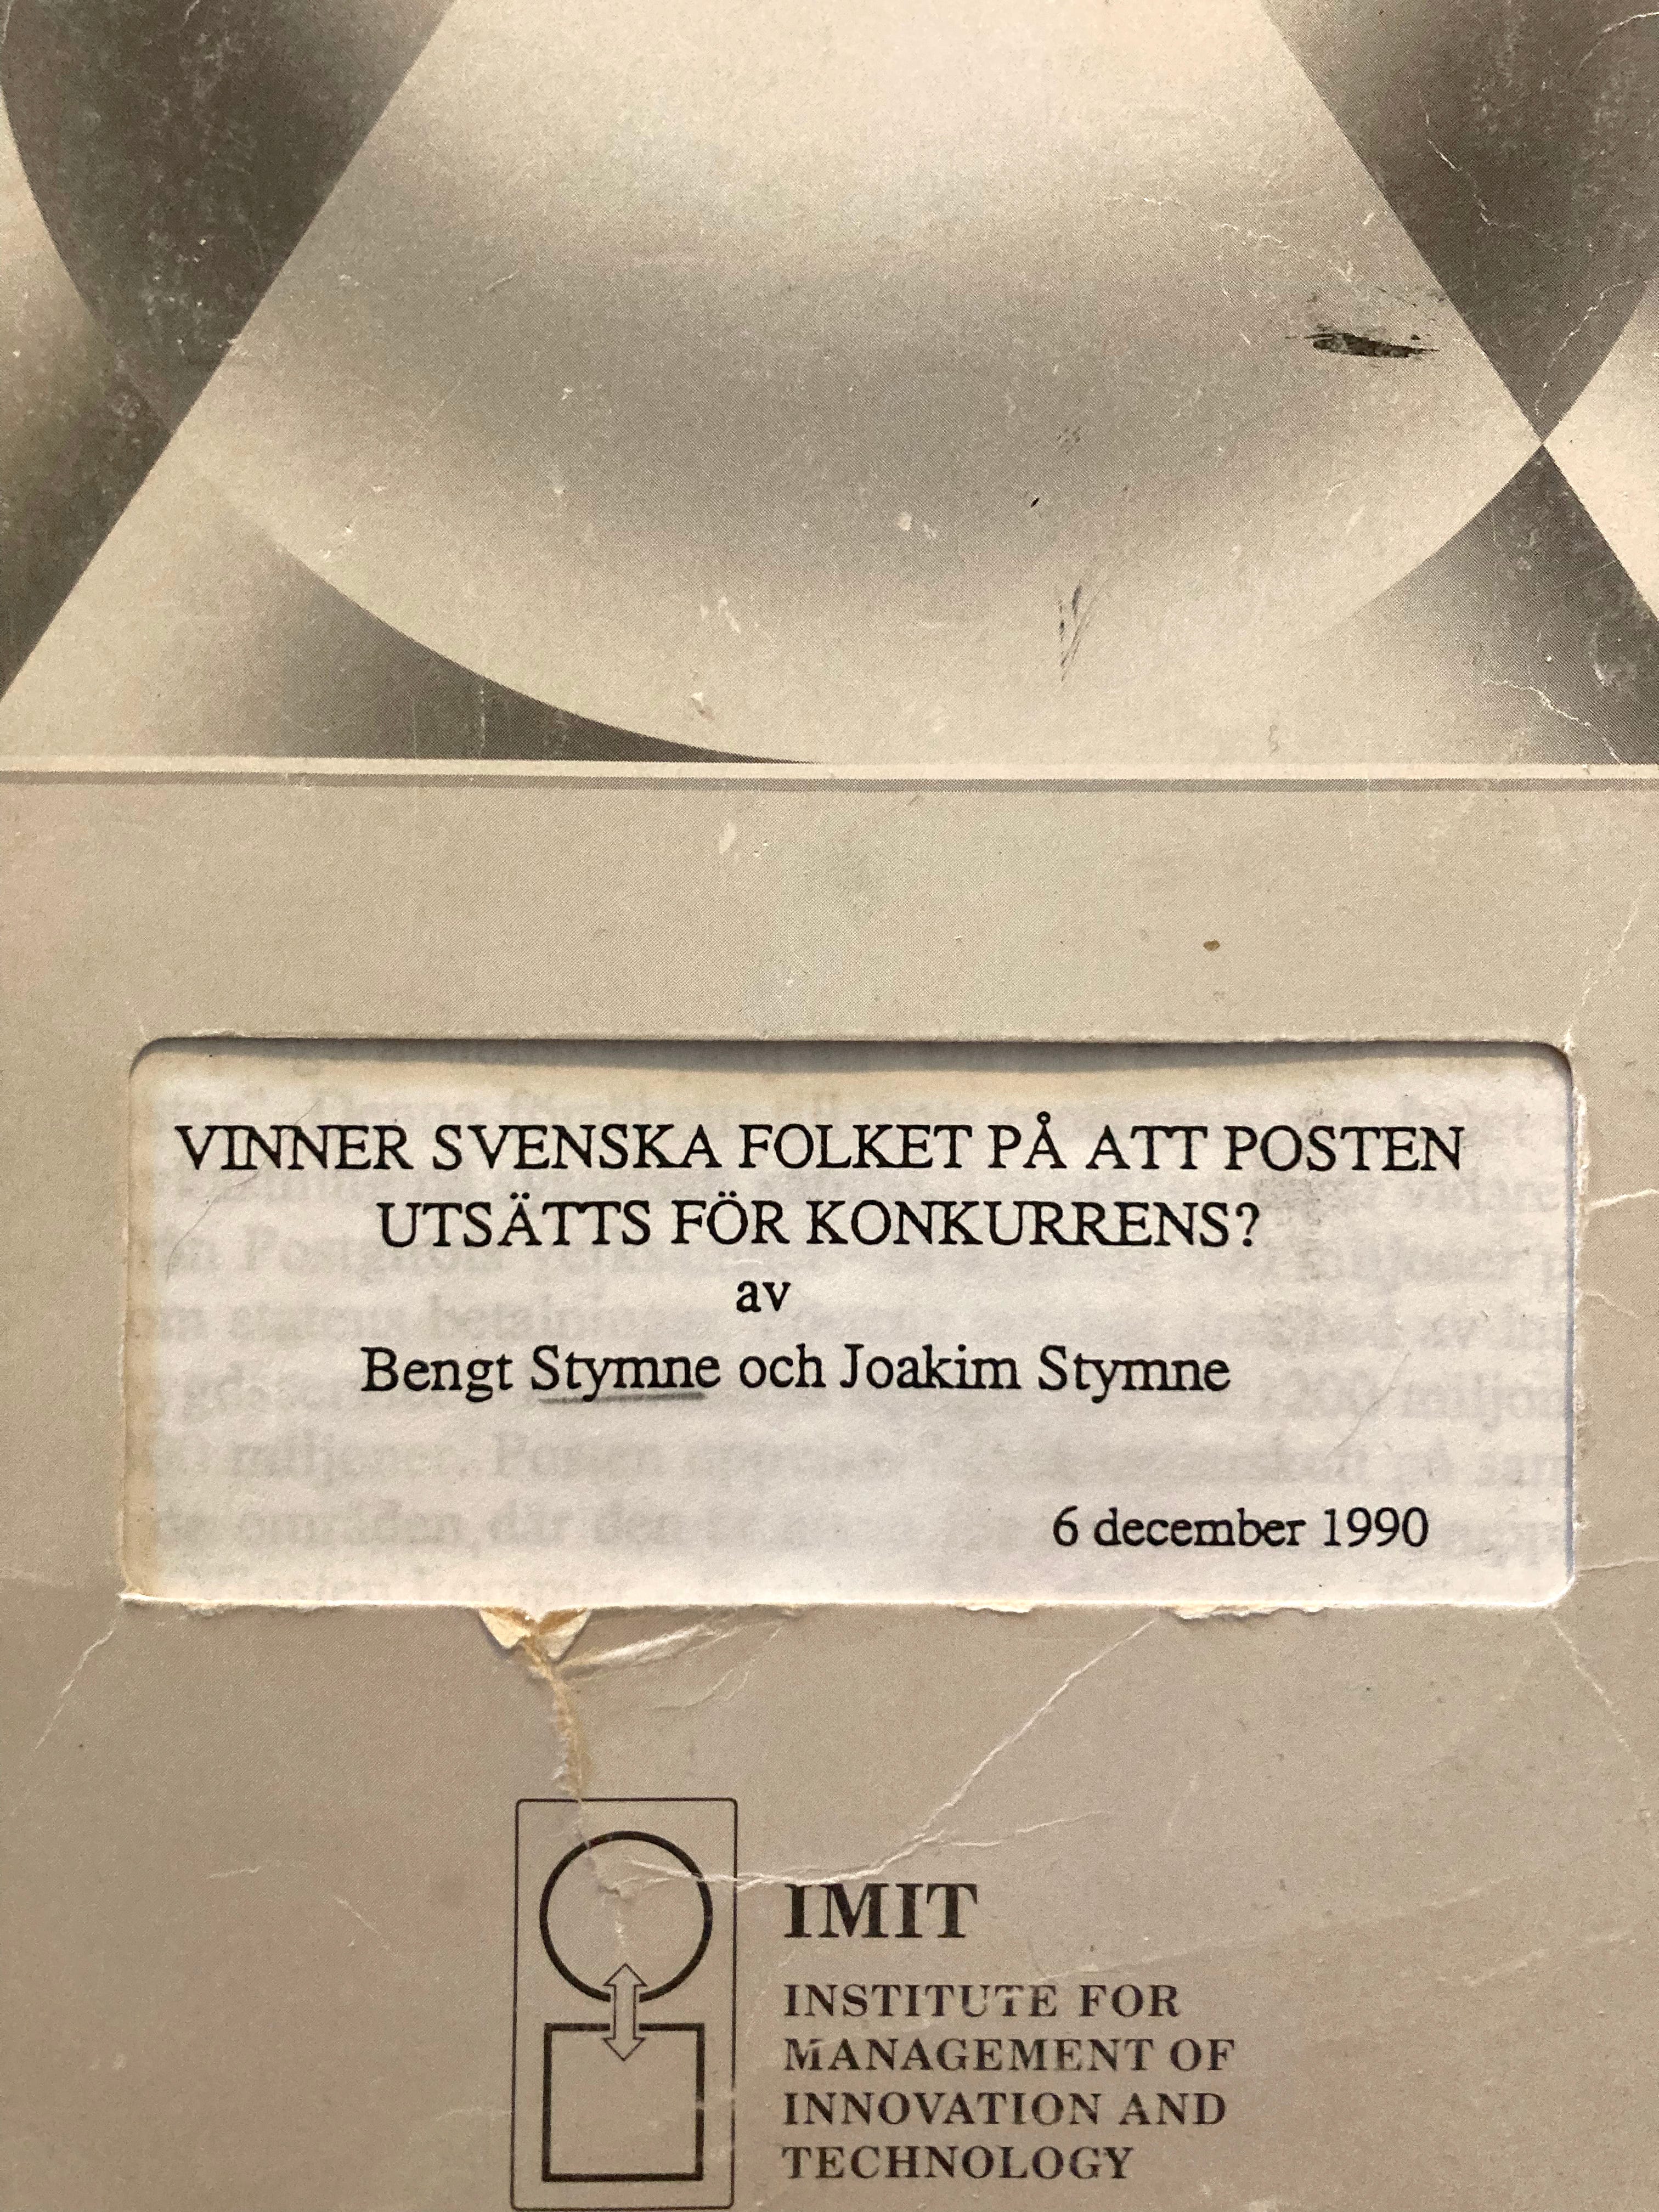 VINNER SVENSKA FOLKET PÅ ATT POSTEN
UTSÄTTS FÖR KONKURRENS?
av
Bengt Stymne och Joakim Stymne
6 december 1990
IMIT
INSTITUTE FOR
MANAGEMENT OF
INNOVATION AND
TECHNOLOGY